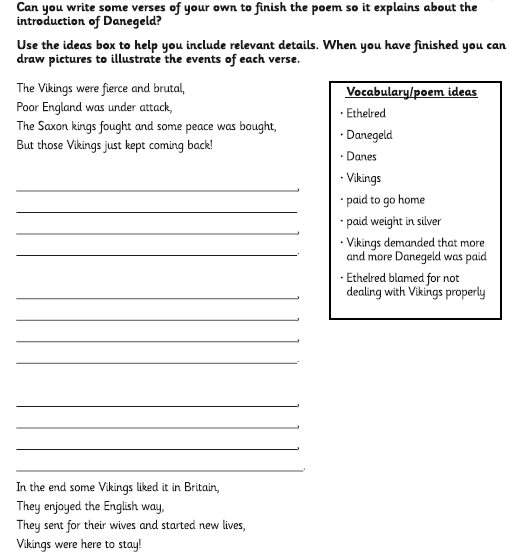 Can you write some verses of your own to finish the poem so it explains about the
introduction of Danegeld?
Use the ideas box to help you include relevant details. When you have finished you can
draw pictures to illustrate the events of each verse.
The Vikings were fierce and brutal,
Poor England was under attack,
The Saxon kings fought and some peace was bought,
But those Vikings just kept coming back!
Vocabulary/poem ideas
· Ethelred
· Danegeld
· Danes
· Vikings
· paid to go home
· paid weight in silver
· Vikings demanded that more
and more Danegeld was paid
· Ethelred blamed for not
dealing with Vikings properly
In the end some Vikings liked it in Britain,
They enjoyed the English way,
They sent for their wives and started new lives,
Vikings were here to stay!